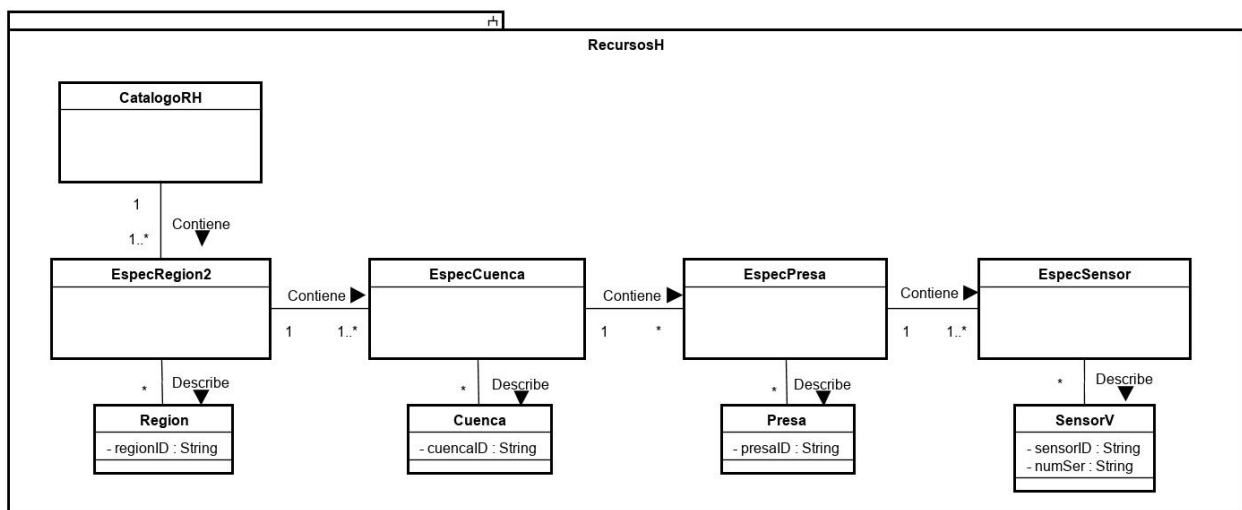 RecursosH
CatalogoRH
1
Contiene
1..*
EspecRegion2
EspecCuenca
EspecPresa
EspecSensor
Contiene
Contiene
Contiene
1
1..*
1
*
1
1..*
*
Describe
*
Describe
*
Describe
*
Describe
Region
- regionID : String
Cuenca
- cuencaID : String
Presa
- presaID : String
SensorV
- sensorID : String
- numSer : String